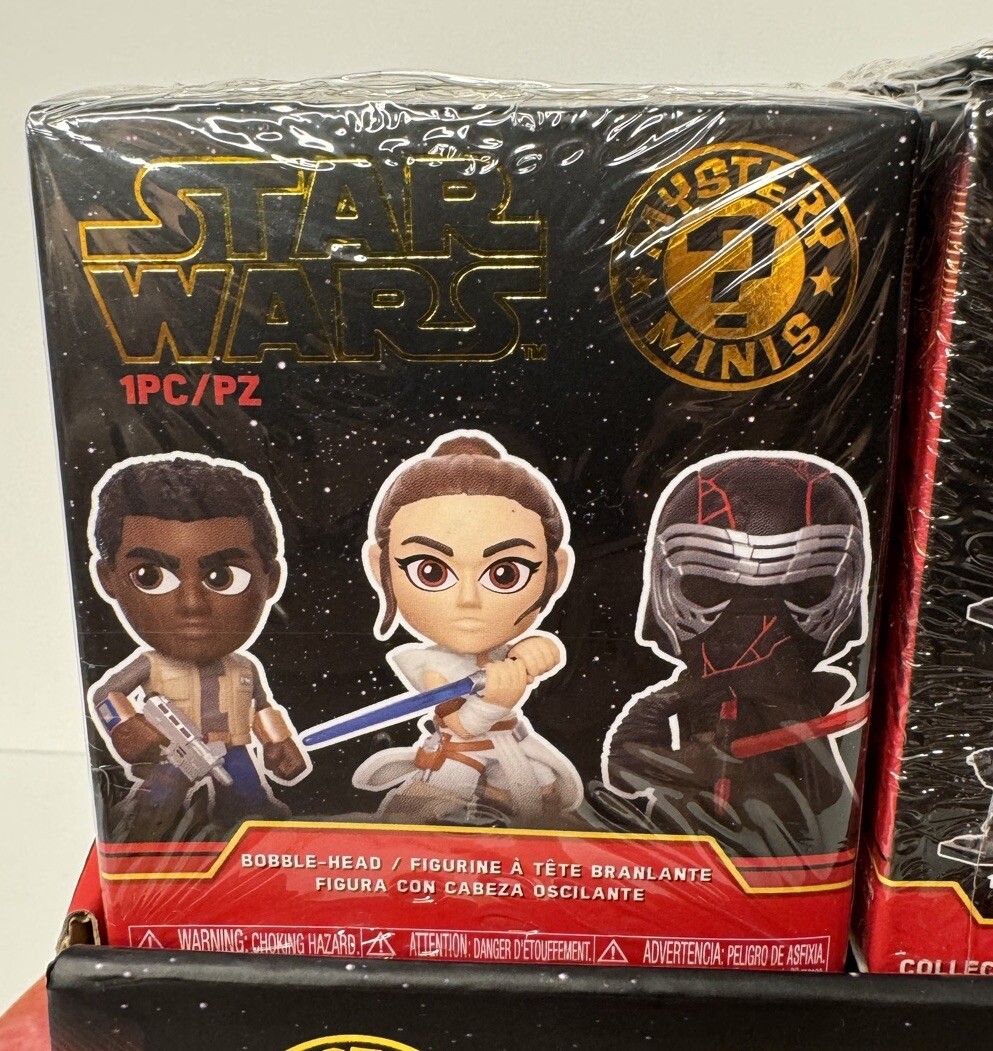 STAR
WARS™
MYSTERY
?
MINIS
1PC/PZ
BOBBLE-HEAD / FIGURINE À TÊTE BRANLANTE
FIGURA CON CABEZA OSCILANTE
WARNING: CHOKING HAZARD. ATTENTION: DANGER D'ÉTOUFFEMENT. ADVERTENCIA: PELIGRO DE ASFIXIA.
COLLEC